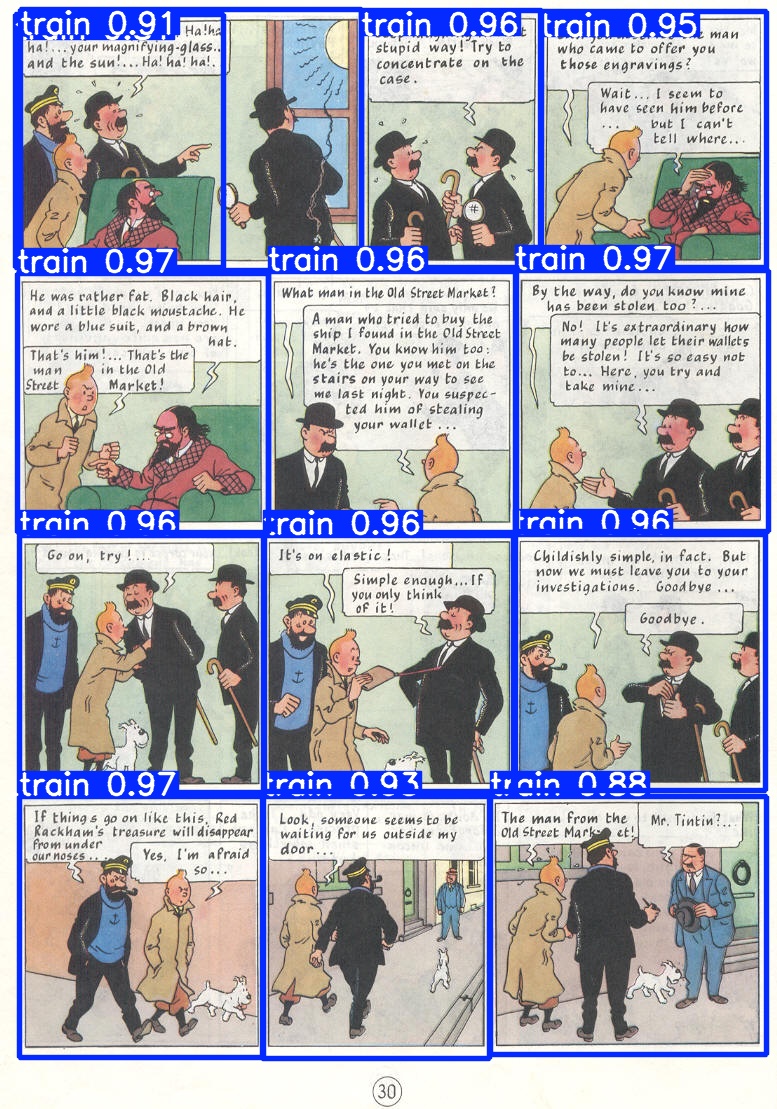 train 0.91
Ha! ha
ha!... your magnifying-glass..
and the sun!... Ha! ha! ha!.
train 0.96
stupid way! Try to
concentrate on the
case.
train 0.95
man
who came to offer you
those engravings?
Wait... I seem to
have seen him before
... but I can't
tell where...
train 0.97
He was rather fat. Black hair,
and a little black moustache. He
wore a blue suit, and a brown
hat.
That's him!... That's the
man in the Old
Street Market!
train 0.96
What man in the Old Street Market?
A man who tried to buy the
ship I found in the Old Street
Market. You know him too:
he's the one you met on the
stairs on your way to see
me last night. You suspec-
ted him of stealing
your wallet ...
train 0.97
By the way, do you know mine
has been stolen too?...
No! It's extraordinary how
many people let their wallets
be stolen! It's so easy not
to... Here, you try and
take mine...
train 0.96
Go on, try!...
train 0.96
It's on elastic!
Simple enough... If
you only think
of it!
train 0.96
Childishly simple, in fact. But
now we must leave you to your
investigations. Goodbye...
Goodbye.
train 0.97
If things go on like this, Red
Rackham's treasure will disappear
from under
our noses....
Yes, I'm afraid
so...
train 0.93
Look, someone seems to be
waiting for us outside my
door...
train 0.88
The man from the
Old Street Market!
Mr. Tintin?...
30